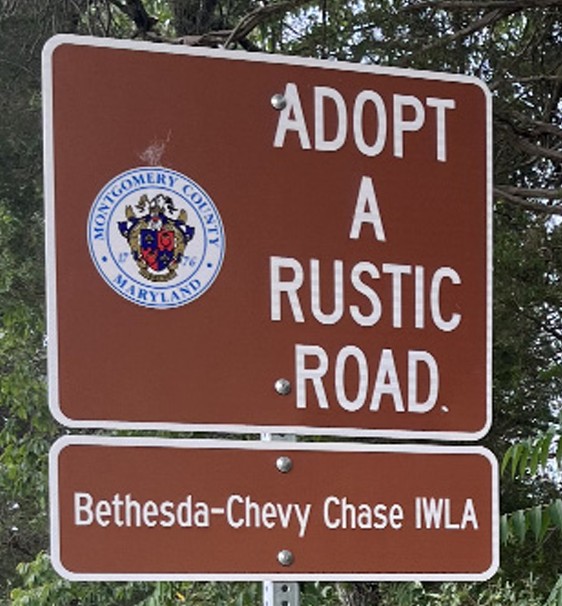 ADOPT
A
RUSTIC
ROAD.
MONTGOMERY COUNTY
17 76
• MARYLAND •
Bethesda-Chevy Chase IWLA